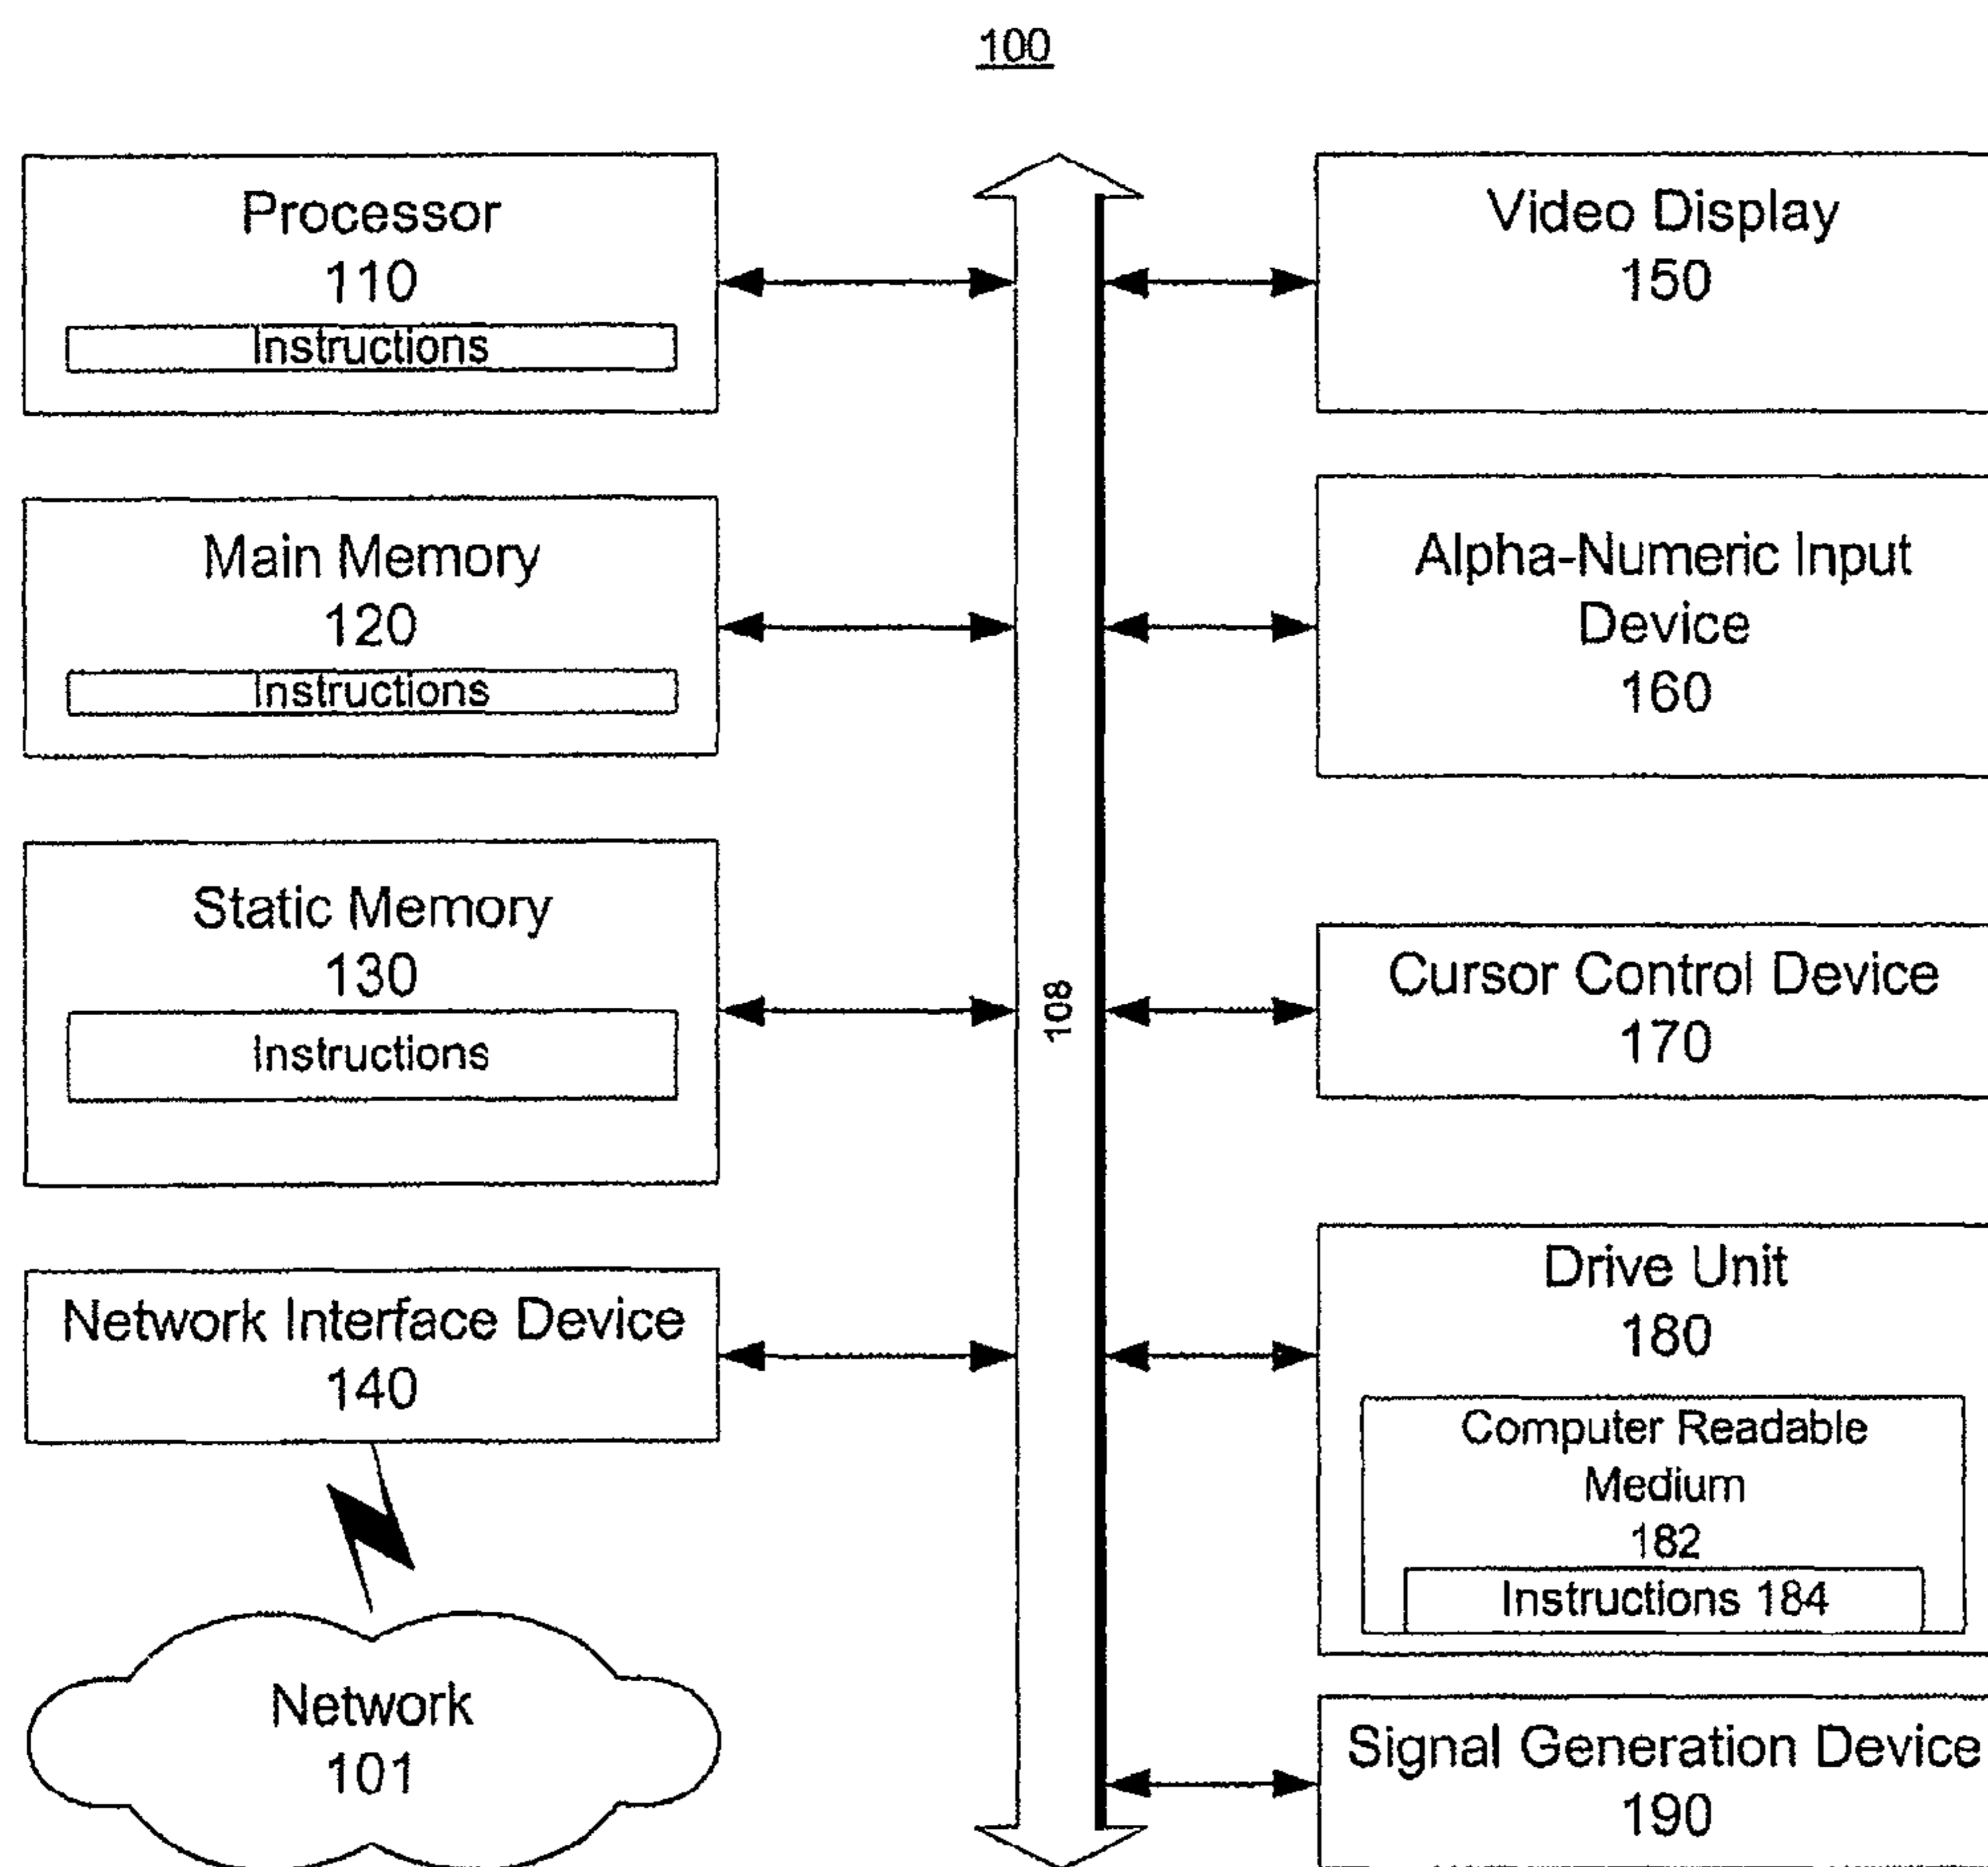 100
Processor
110
Instructions
Main Memory
120
Instructions
Static Memory
130
Instructions
Network Interface Device
140
Network
101
108
Video Display
150
Alpha-Numeric Input
Device
160
Cursor Control Device
170
Drive Unit
180
Computer Readable
Medium
182
Instructions 184
Signal Generation Device
190